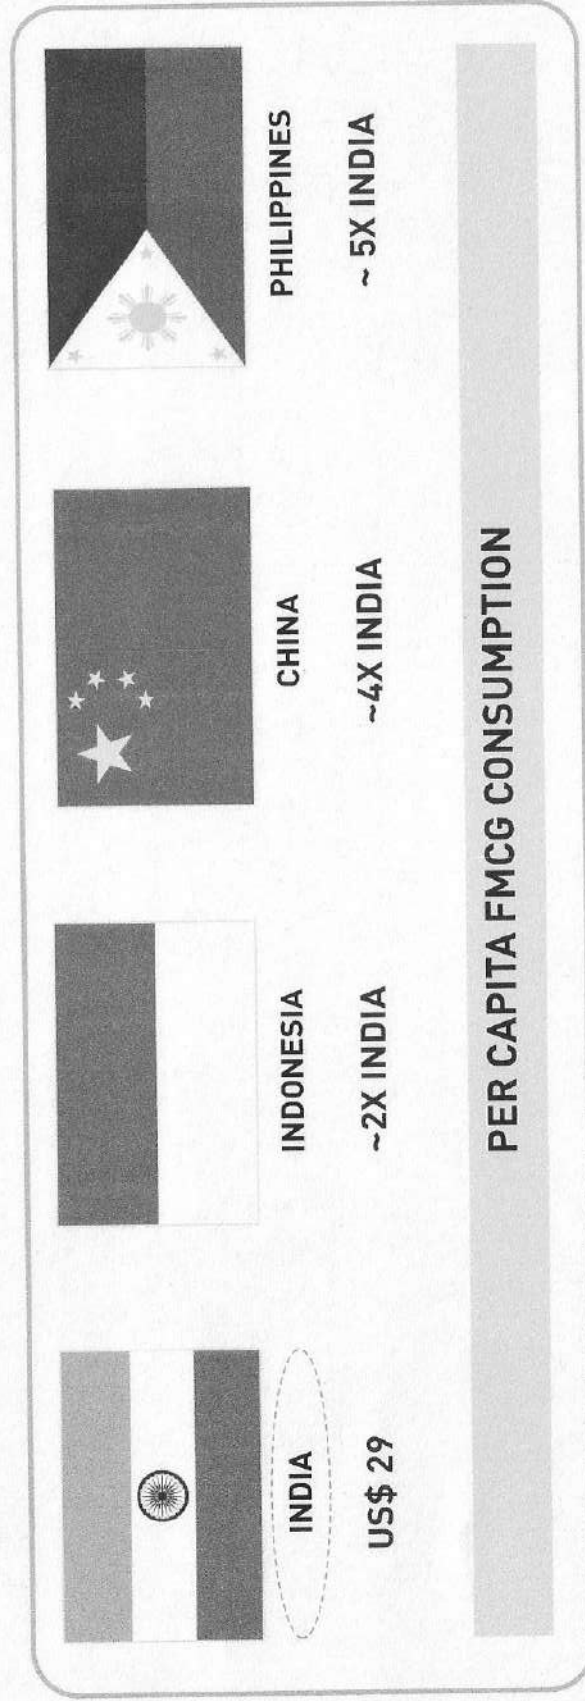 INDIA
US$ 29
INDONESIA
~2X INDIA
CHINA
~4X INDIA
PHILIPPINES
~ 5X INDIA
PER CAPITA FMCG CONSUMPTION